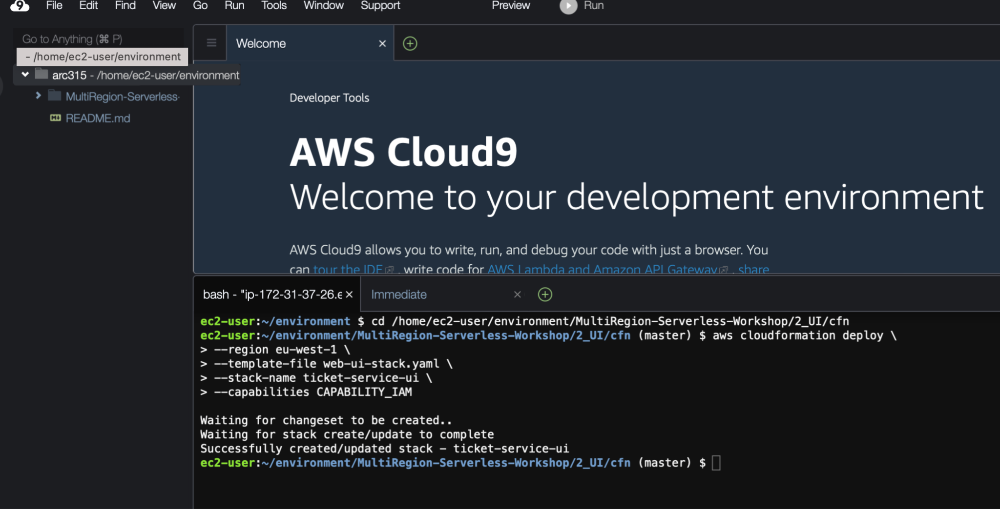 9 File Edit Find View Go Run Tools Window Support Preview Run
Go to Anything (⌘ P)
- /home/ec2-user/environment
arc315 - /home/ec2-user/environment
MultiRegion-Serverless-
README.md
Welcome
Developer Tools
AWS Cloud9
Welcome to your development environment
AWS Cloud9 allows you to write, run, and debug your code with just a browser. You
can tour the IDE , write code for AWS Lambda and Amazon API Gateway , share
bash - "ip-172-31-37-26.e Immediate
ec2-user:~/environment $ cd /home/ec2-user/environment/MultiRegion-Serverless-Workshop/2_UI/cfn
ec2-user:~/environment/MultiRegion-Serverless-Workshop/2_UI/cfn (master) $ aws cloudformation deploy \
> --region eu-west-1 \
> --template-file web-ui-stack.yaml \
> --stack-name ticket-service-ui \
> --capabilities CAPABILITY_IAM
Waiting for changeset to be created..
Waiting for stack create/update to complete
Successfully created/updated stack - ticket-service-ui
ec2-user:~/environment/MultiRegion-Serverless-Workshop/2_UI/cfn (master) $